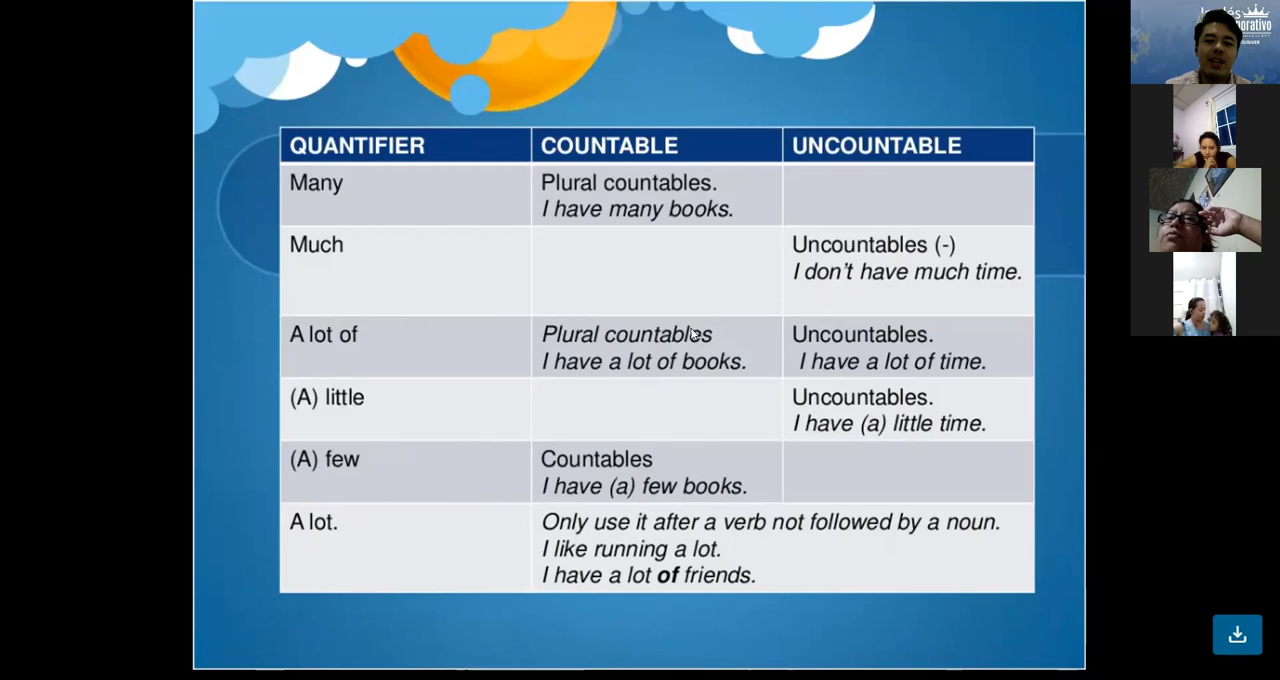 QUANTIFIER COUNTABLE UNCOUNTABLE
Many Plural countables.
I have many books.
Much Uncountables (-)
I don't have much time.
A lot of Plural countables Uncountables.
I have a lot of books. I have a lot of time.
(A) little Uncountables.
I have (a) little time.
(A) few Countables
I have (a) few books.
A lot. Only use it after a verb not followed by a noun.
I like running a lot.
I have a lot of friends.